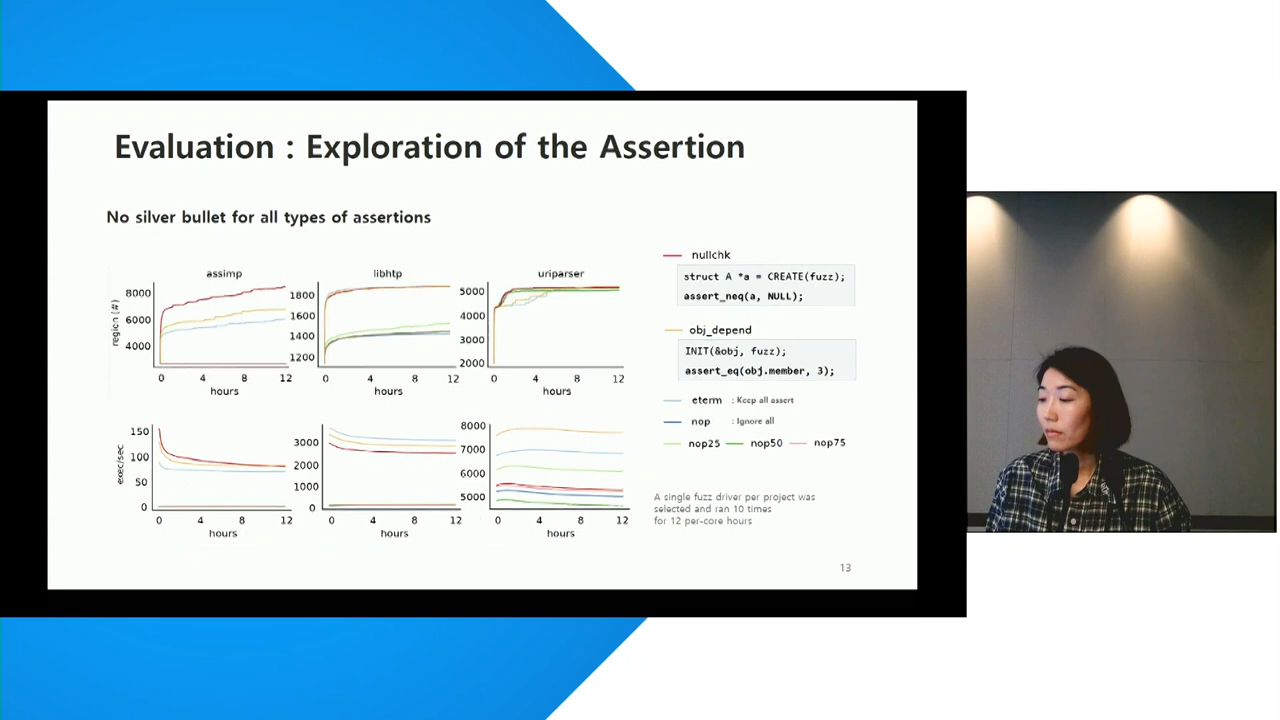 Evaluation : Exploration of the Assertion
No silver bullet for all types of assertions
assimp
libhtp
uriparser
region (#)
8000
6000
4000
0 4 8 12
hours
1800
1600
1400
1200
0 4 8 12
hours
5000
4000
3000
2000
0 4 8 12
hours
exec/sec
150
100
50
0
0 4 8 12
hours
3000
2000
1000
0
0 4 8 12
hours
8000
7000
6000
5000
0 4 8 12
hours
nullchk
struct A *a = CREATE(fuzz);
assert_neq(a, NULL);
obj_depend
INIT(&obj, fuzz);
assert_eq(obj.member, 3);
eterm : Keep all assert
nop : Ignore all
nop25 nop50 nop75
A single fuzz driver per project was
selected and ran 10 times
for 12 per-core hours
13